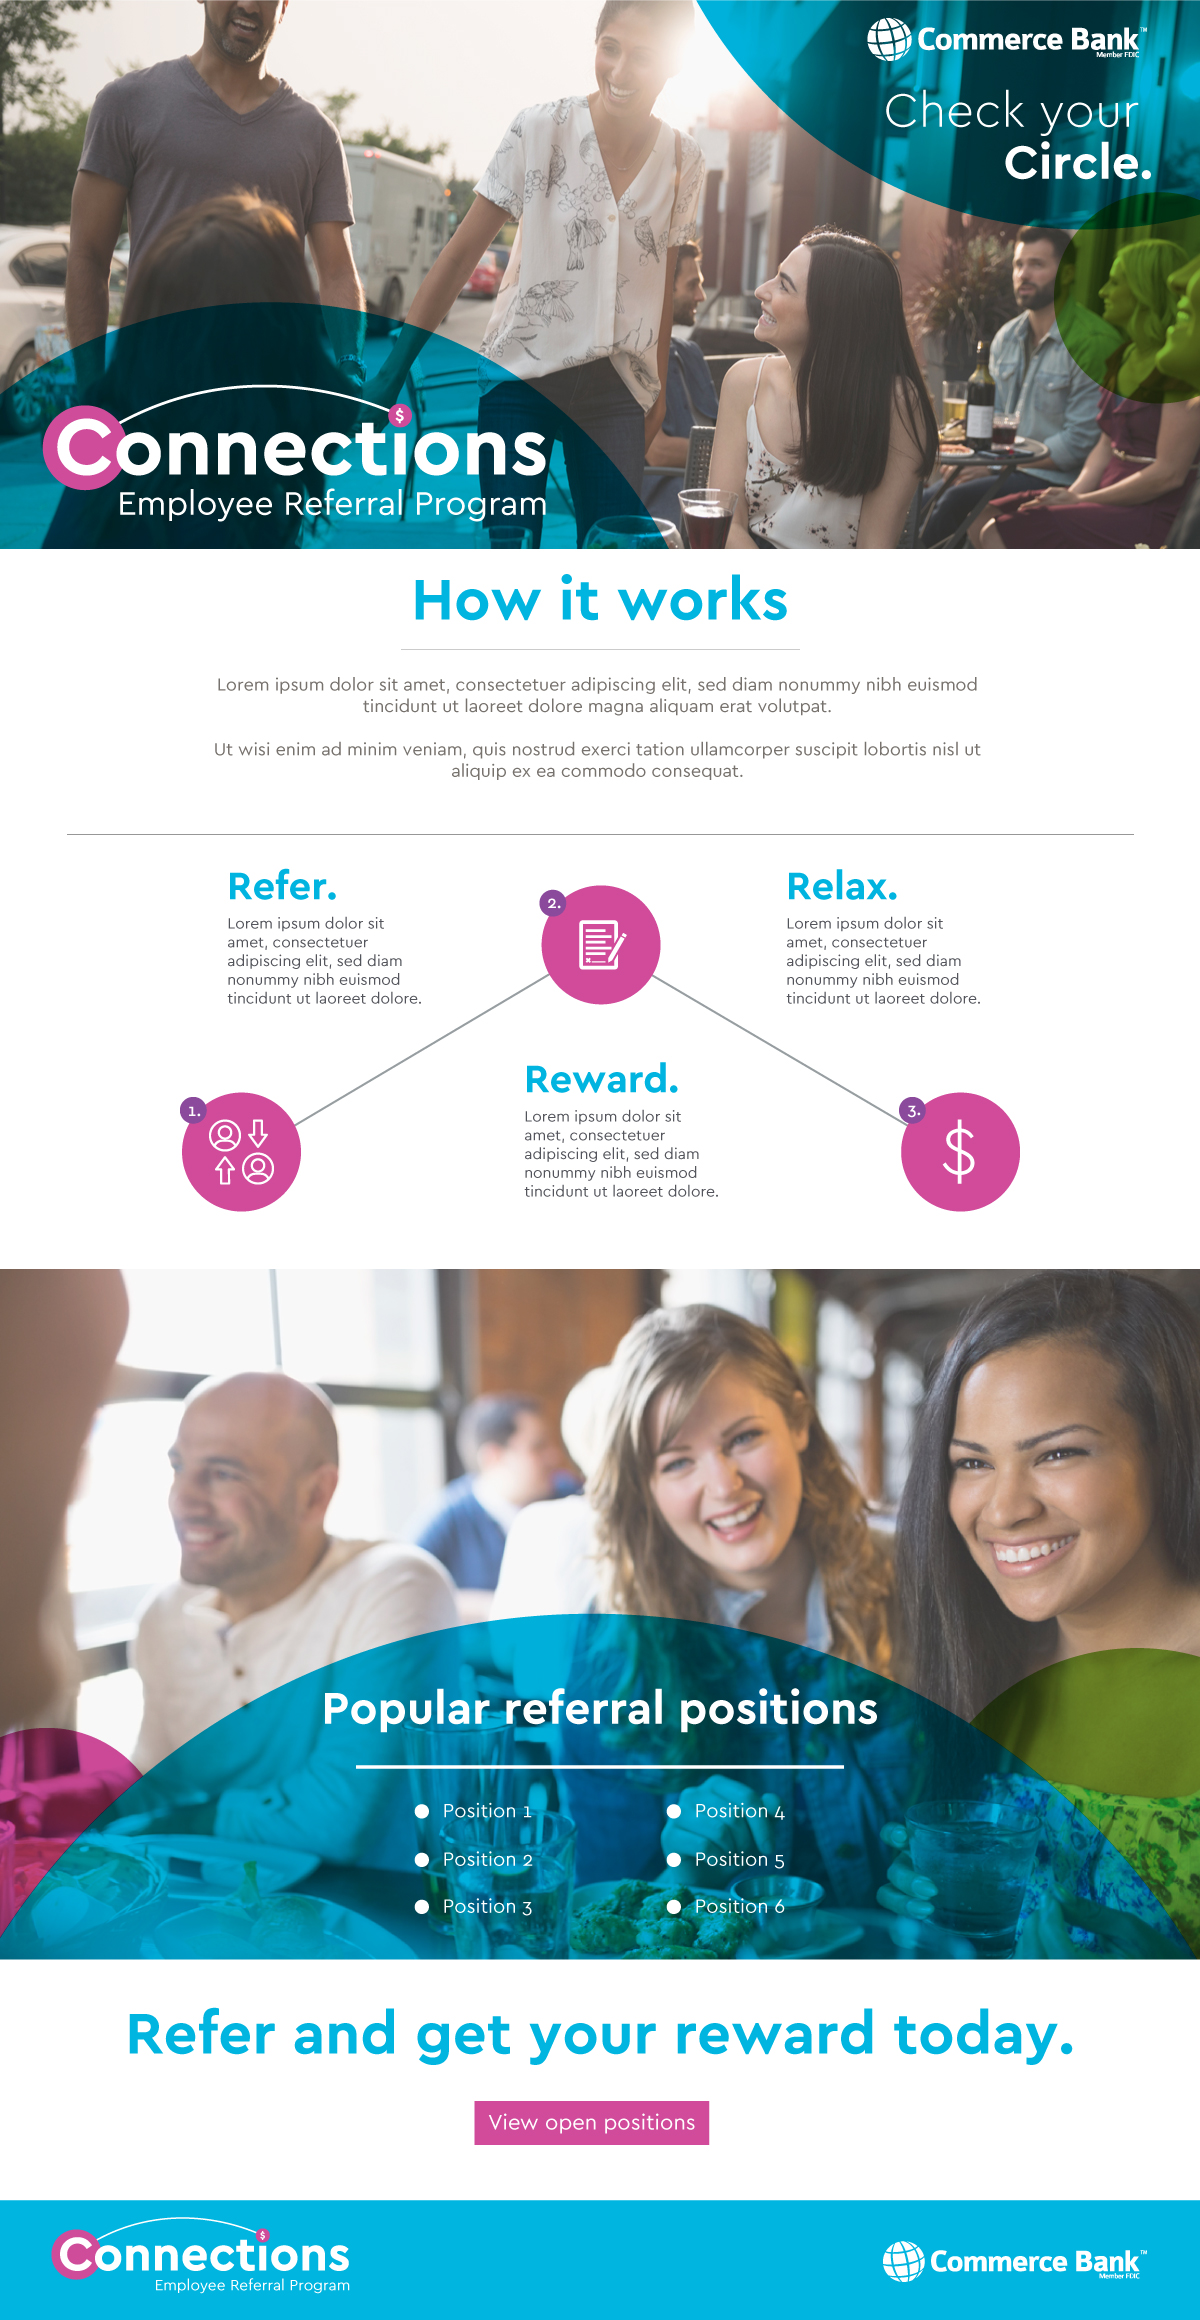 Commerce Bank™
Member FDIC
Check your
Circle.
$
Connections
Employee Referral Program
How it works
Lorem ipsum dolor sit amet, consectetuer adipiscing elit, sed diam nonummy nibh euismod
tincidunt ut laoreet dolore magna aliquam erat volutpat.
Ut wisi enim ad minim veniam, quis nostrud exerci tation ullamcorper suscipit lobortis nisl ut
aliquip ex ea commodo consequat.
Refer.
Lorem ipsum dolor sit
amet, consectetuer
adipiscing elit, sed diam
nonummy nibh euismod
tincidunt ut laoreet dolore.
1.
2.
Reward.
Lorem ipsum dolor sit
amet, consectetuer
adipiscing elit, sed diam
nonummy nibh euismod
tincidunt ut laoreet dolore.
Relax.
Lorem ipsum dolor sit
amet, consectetuer
adipiscing elit, sed diam
nonummy nibh euismod
tincidunt ut laoreet dolore.
3.
$
Popular referral positions
Position 1
Position 2
Position 3
Position 4
Position 5
Position 6
Refer and get your reward today.
View open positions
$
Connections
Employee Referral Program
Commerce Bank™
Member FDIC